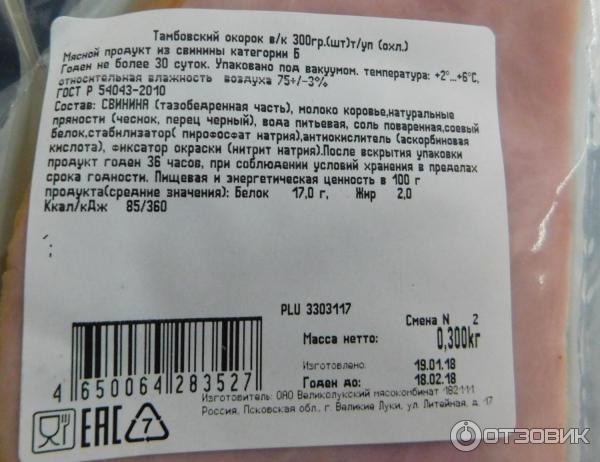 Тамбовский окорок в/к 300гр.(шт)т/уп (охл.)
Мясной продукт из свинины категории Б
Годен не более 30 суток. Упаковано под вакуумом. температура: +2°...+6°C,
относительная влажность воздуха 75+/-3%.
ГОСТ Р 54043-2010
Состав: СВИНИНА (тазобедренная часть), молоко коровье,натуральные
пряности (чеснок, перец черный), вода питьевая, соль поваренная,соевый
белок,стабилизатор( пирофосфат натрия),антиокислитель (аскорбиновая
кислота), фиксатор окраски (нитрит натрия).После вскрытия упаковки
продукт годен 36 часов, при соблюдении условий хранения в пределах
срока годности. Пищевая и энергетическая ценность в 100 г
продукта(средние значения): Белок 17,0 г, Жир 2,0
Ккал/кДж 85/360
PLU 3303117
Смена N 2
Масса нетто: 0,300кг
Изготовлено: 19.01.18
Годен до: 18.02.18
4 650064 283527
Изготовитель: ОАО Великолукский мясокомбинат 182111
Россия, Псковская обл., г. Великие Луки, ул. Литейная, д. 17
EAC 7
ОТЗОВИК